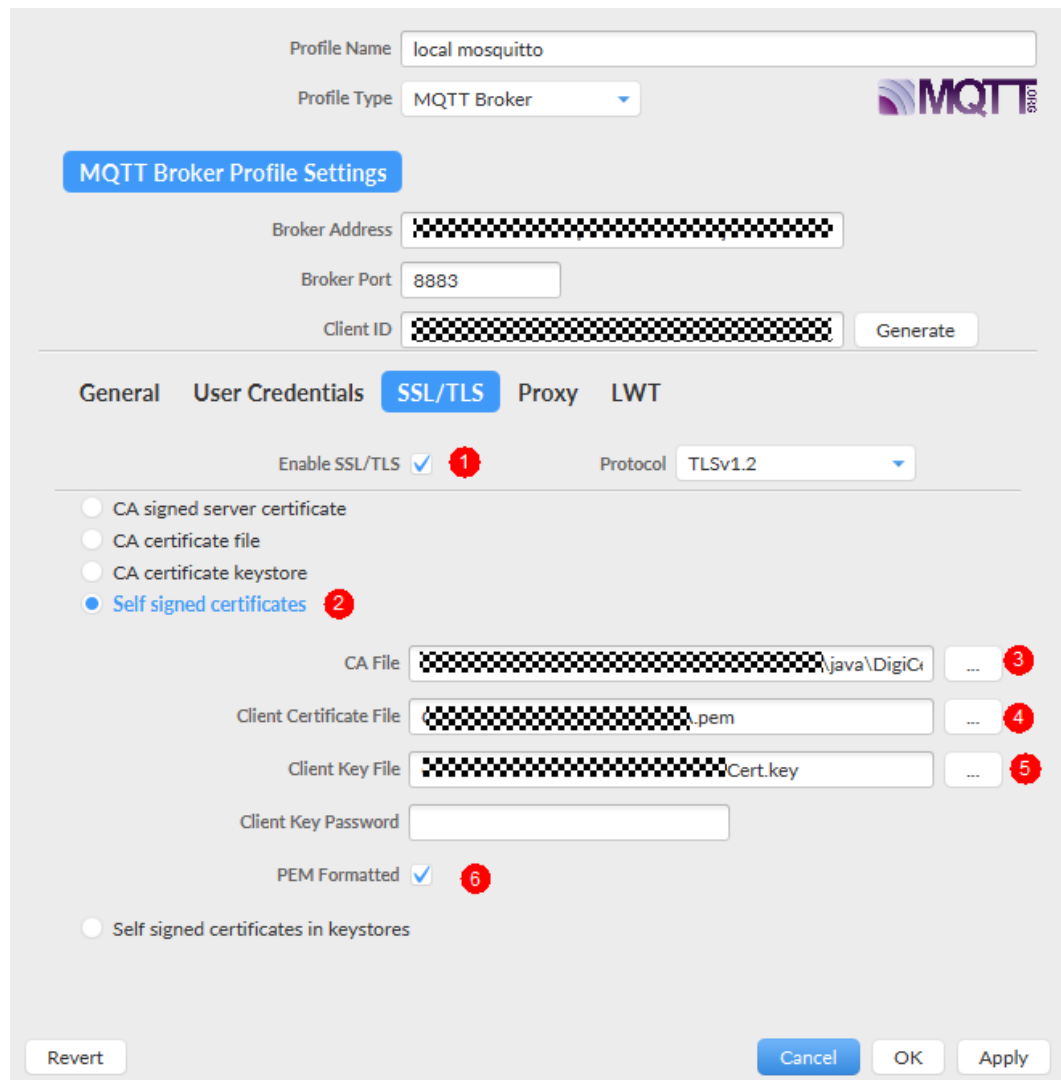 Profile Name local mosquitto
Profile Type MQTT Broker
MQTT.ORG
MQTT Broker Profile Settings
Broker Address
Broker Port 8883
Client ID Generate
General User Credentials SSL/TLS Proxy LWT
Enable SSL/TLS 1 Protocol TLSv1.2
CA signed server certificate
CA certificate file
CA certificate keystore
Self signed certificates 2
CA File \java\DigiCe ... 3
Client Certificate File .pem ... 4
Client Key File Cert.key ... 5
Client Key Password
PEM Formatted 6
Self signed certificates in keystores
Revert Cancel OK Apply